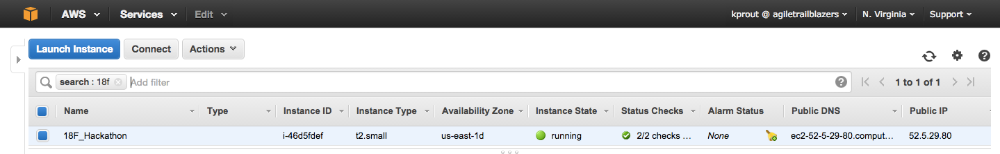 AWS Services Edit kprout @ agiletrailblazers N. Virginia Support
Launch Instance Connect Actions
search : 18f Add filter 1 to 1 of 1
Name Type Instance ID Instance Type Availability Zone Instance State Status Checks Alarm Status Public DNS Public IP
18F_Hackathon i-46d5fdef t2.small us-east-1d running 2/2 checks ... None ec2-52-5-29-80.comput... 52.5.29.80